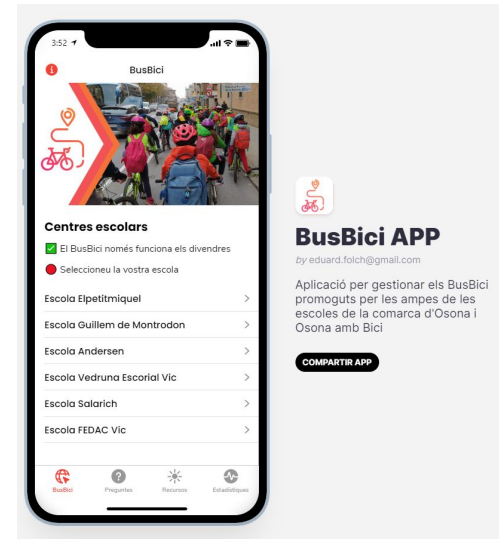 3:52
BusBici
Centres escolars
El BusBici només funciona els divendres
Seleccioneu la vostra escola
Escola Elpetitmiquel
Escola Guillem de Montrodon
Escola Andersen
Escola Vedruna Escorial Vic
Escola Salarich
Escola FEDAC Vic
BusBici
Preguntes
Recursos
Estadístiques
BusBici APP
by eduard.folch@gmail.com
Aplicació per gestionar els BusBici
promoguts per les ampes de les
escoles de la comarca d'Osona i
Osona amb Bici
COMPARTIR APP